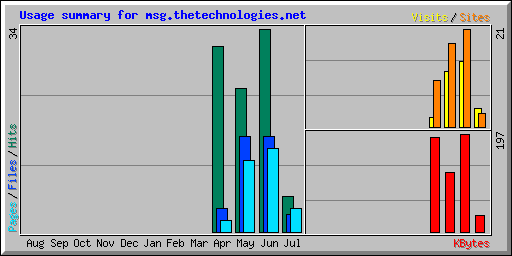 Usage summary for msg.thetechnologies.net
Visits / Sites
34
21
Pages / Files / Hits
197
Aug Sep Oct Nov Dec Jan Feb Mar Apr May Jun Jul
KBytes